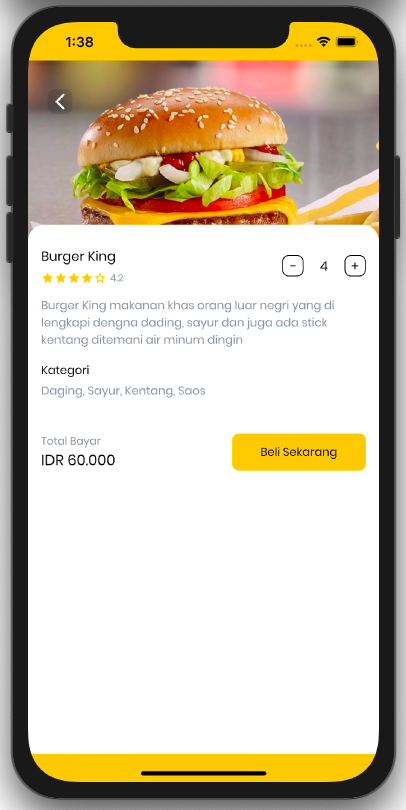 1:38
Burger King
4.2
- 4 +
Burger King makanan khas orang luar negri yang di
lengkapi dengna dading, sayur dan juga ada stick
kentang ditemani air minum dingin
Kategori
Daging, Sayur, Kentang, Saos
Total Bayar
IDR 60.000
Beli Sekarang